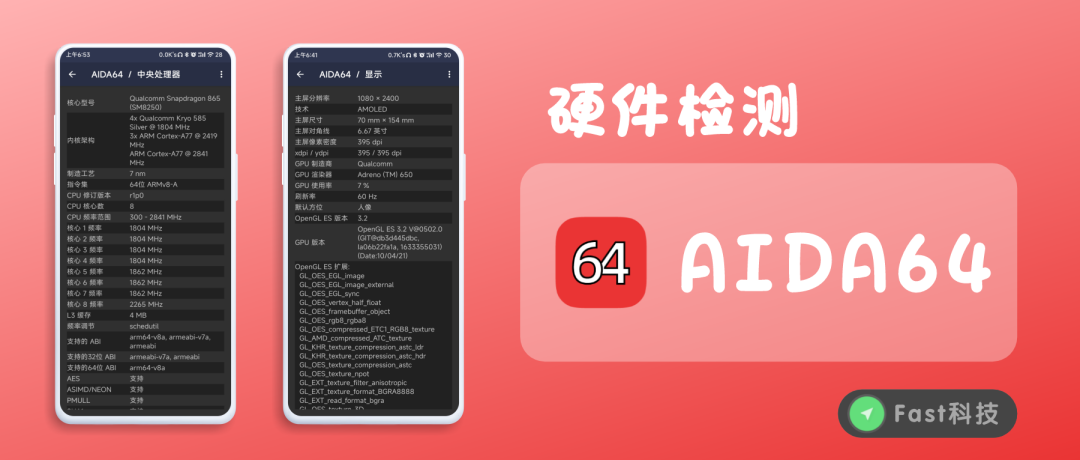 上午6:53
0.0K/s
28
AIDA64 / 中央处理器
核心型号
Qualcomm Snapdragon 865
(SM8250)
内核架构
4x Qualcomm Kryo 585
Silver @ 1804 MHz
3x ARM Cortex-A77 @ 2419
MHz
ARM Cortex-A77 @ 2841
MHz
制造工艺 7 nm
指令集 64位 ARMv8-A
CPU 修订版本 r1p0
CPU 核心数 8
CPU 频率范围 300 - 2841 MHz
核心 1 频率 1804 MHz
核心 2 频率 1804 MHz
核心 3 频率 1804 MHz
核心 4 频率 1804 MHz
核心 5 频率 1862 MHz
核心 6 频率 1862 MHz
核心 7 频率 1862 MHz
核心 8 频率 2265 MHz
L3 缓存 4 MB
频率调节 schedutil
支持的 ABI
arm64-v8a, armeabi-v7a,
armeabi
支持的32位 ABI armeabi-v7a, armeabi
支持的64位 ABI arm64-v8a
AES 支持
ASIMD/NEON 支持
PMULL 支持
上午6:41
0.7K/s
30
AIDA64 / 显示
主屏分辨率 1080 × 2400
技术 AMOLED
主屏尺寸 70 mm × 154 mm
主屏对角线 6.67 英寸
主屏像素密度 395 dpi
xdpi / ydpi 395 / 395 dpi
GPU 制造商 Qualcomm
GPU 渲染器 Adreno (TM) 650
GPU 使用率 7 %
刷新率 60 Hz
默认方位 人像
OpenGL ES 版本 3.2
GPU 版本
OpenGL ES 3.2 V@0502.0
(GIT@db3d445dbc,
Ia06b22fa1a, 1633355031)
(Date:10/04/21)
OpenGL ES 扩展:
GL_OES_EGL_image
GL_OES_EGL_image_external
GL_OES_EGL_sync
GL_OES_vertex_half_float
GL_OES_framebuffer_object
GL_OES_rgb8_rgba8
GL_OES_compressed_ETC1_RGB8_texture
GL_AMD_compressed_ATC_texture
GL_KHR_texture_compression_astc_ldr
GL_KHR_texture_compression_astc_hdr
GL_OES_texture_compression_astc
GL_OES_texture_npot
GL_EXT_texture_filter_anisotropic
GL_EXT_texture_format_BGRA8888
GL_EXT_read_format_bgra
GL_OES_texture_3D
硬件检测
64
AIDA64
Fast科技